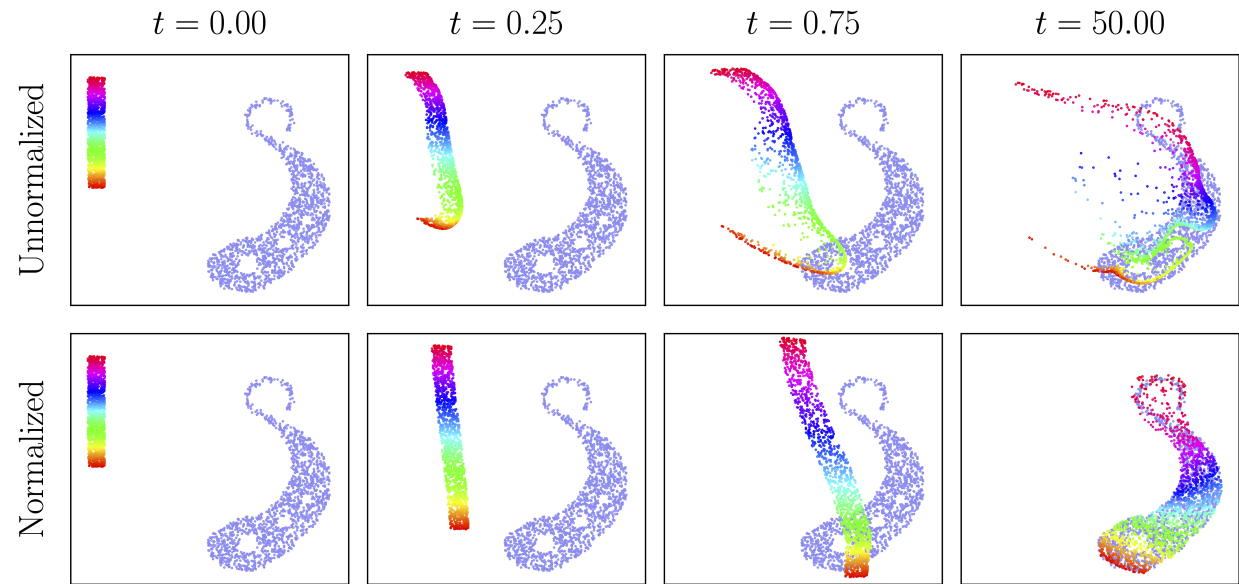 t = 0.00
t = 0.25
t = 0.75
t = 50.00
Unnormalized
Normalized